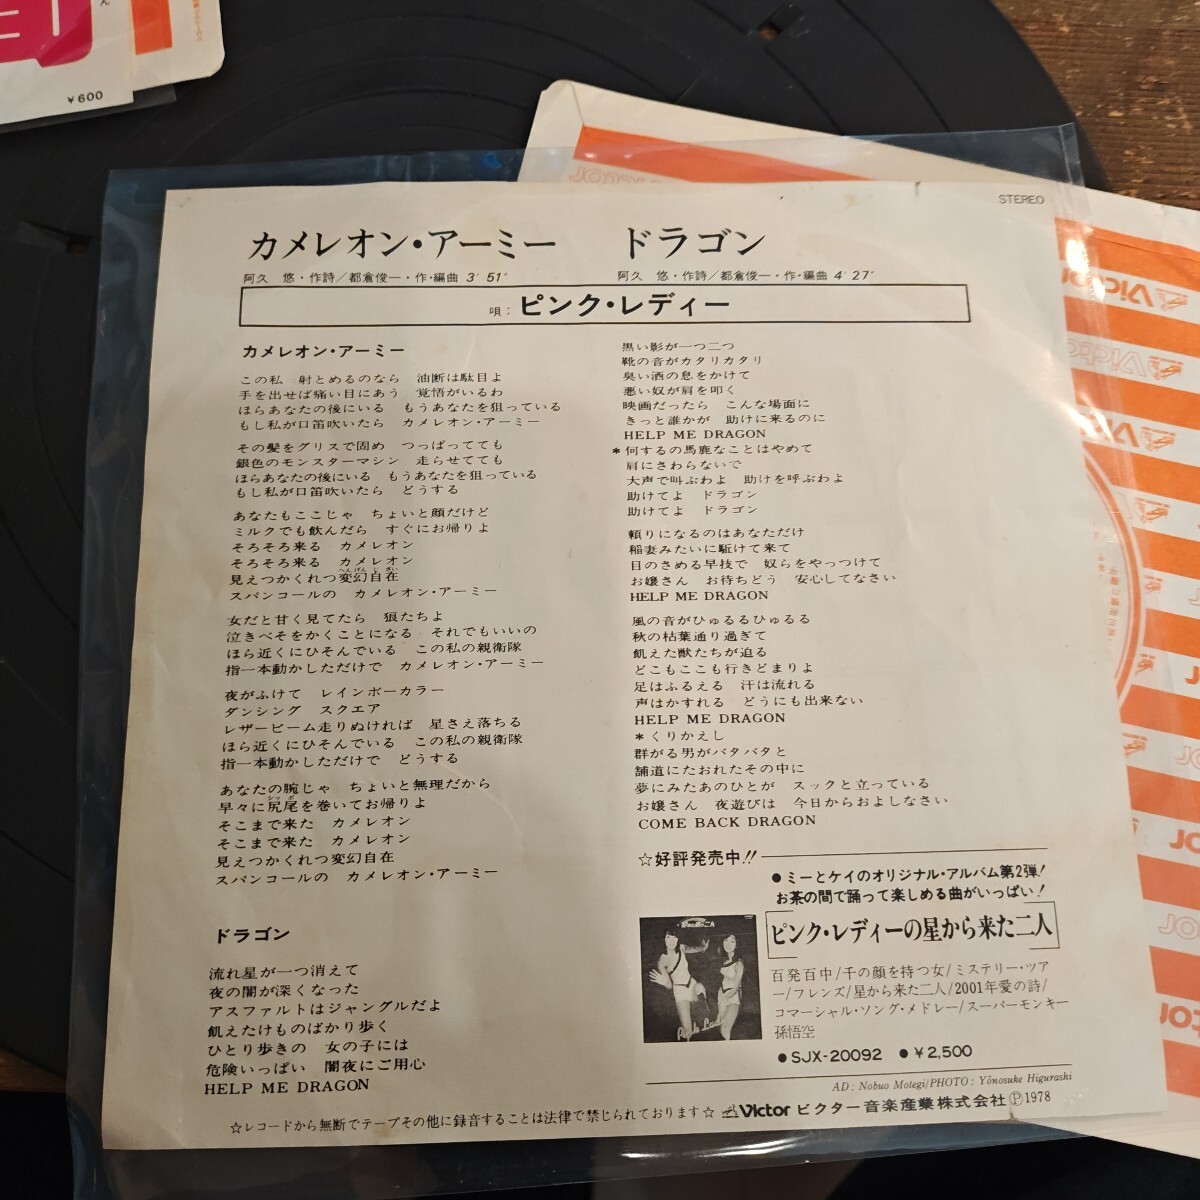 ¥600
STEREO
カメレオン・アーミー
阿久 悠・作詩/都倉俊一・作・編曲 3′51″
ドラゴン
阿久 悠・作詩/都倉俊一・作・編曲 4′27″
唄：ピンク・レディー
カメレオン・アーミー
この私　射とめるのなら　油断は駄目よ
手を出せば痛い目にあう　覚悟がいるわ
ほらあなたの後にいる　もうあなたを狙っている
もし私が口笛吹いたら　カメレオン・アーミー
その髪をグリスで固め　つっぱってても
銀色のモンスターマシン　走らせてても
ほらあなたの後にいる　もうあなたを狙っている
もし私が口笛吹いたら　どうする
あなたもここじゃ　ちょいと顔だけど
ミルクでも飲んだら　すぐにお帰りよ
そろそろ来る　カメレオン
そろそろ来る　カメレオン
見えつかくれつ変幻自在
スパンコールの　カメレオン・アーミー
女だと甘く見てたら　狼たちよ
泣きべそをかくことになる　それでもいいの
ほら近くにひそんでいる　この私の親衛隊
指一本動かしただけで　カメレオン・アーミー
夜がふけて　レインボーカラー
ダンシング　スクエア
レザービーム走りぬければ　星さえ落ちる
ほら近くにひそんでいる　この私の親衛隊
指一本動かしただけで　どうする
あなたの腕じゃ　ちょいと無理だから
早々に尻尾を巻いてお帰りよ
そこまで来た　カメレオン
そこまで来た　カメレオン
見えつかくれつ変幻自在
スパンコールの　カメレオン・アーミー
ドラゴン
流れ星が一つ消えて
夜の闇が深くなった
アスファルトはジャングルだよ
飢えたけものばかり歩く
ひとり歩きの　女の子には
危険いっぱい　闇夜にご用心
HELP ME DRAGON
黒い影が一つ二つ
靴の音がカタリカタリ
臭い酒の息をかけて
悪い奴が肩を叩く
映画だったら　こんな場面に
きっと誰かが　助けに来るのに
HELP ME DRAGON
＊何するの馬鹿なことはやめて
肩にさわらないで
大声で叫ぶわよ　助けを呼ぶわよ
助けてよ　ドラゴン
助けてよ　ドラゴン
頼りになるのはあなただけ
稲妻みたいに駈けて来て
目のさめる早技で　奴らをやっつけて
お嬢さん　お待ちどう　安心してなさい
HELP ME DRAGON
風の音がひゅるるひゅるる
秋の枯葉通り過ぎて
飢えた獣たちが迫る
どこもここも行きどまりよ
足はふるえる　汗は流れる
声はかすれる　どうにも出来ない
HELP ME DRAGON
＊くりかえし
群がる男がバタバタと
舗道にたおれたその中に
夢にみたあのひとが　スックと立っている
お嬢さん　夜遊びは　今日からおよしなさい
COME BACK DRAGON
☆好評発売中!!
●ミーとケイのオリジナル・アルバム第2弾!
お茶の間で踊って楽しめる曲がいっぱい!
ピンク・レディーの星から来た二人
百発百中/千の顔を持つ女/ミステリー・ツア
ー/フレンズ/星から来た二人/2001年愛の詩/
コマーシャル・ソング・メドレー/スーパーモンキー
孫悟空
●SJX-20092　●¥2,500
AD : Nobuo Motegi/PHOTO : Yônosuke Higurashi
☆レコードから無断でテープその他に録音することは法律で禁じられております☆ Victor ビクター音楽産業株式会社 Ⓟ1978
Victor
Victor
Victor